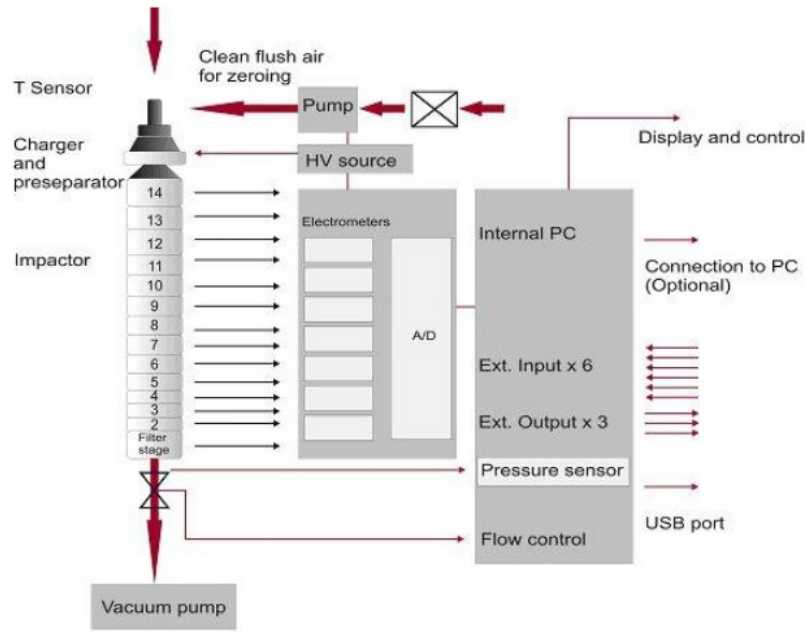 Clean flush air
for zeroing
T Sensor
Pump
Display and control
Charger
and
preseparator
HV source
14
13
12
11
10
9
8
7
6
5
4
3
2
Filter
stage
Impactor
Electrometers
A/D
Internal PC
Connection to PC
(Optional)
Ext. Input x 6
Ext. Output x 3
Pressure sensor
USB port
Flow control
Vacuum pump